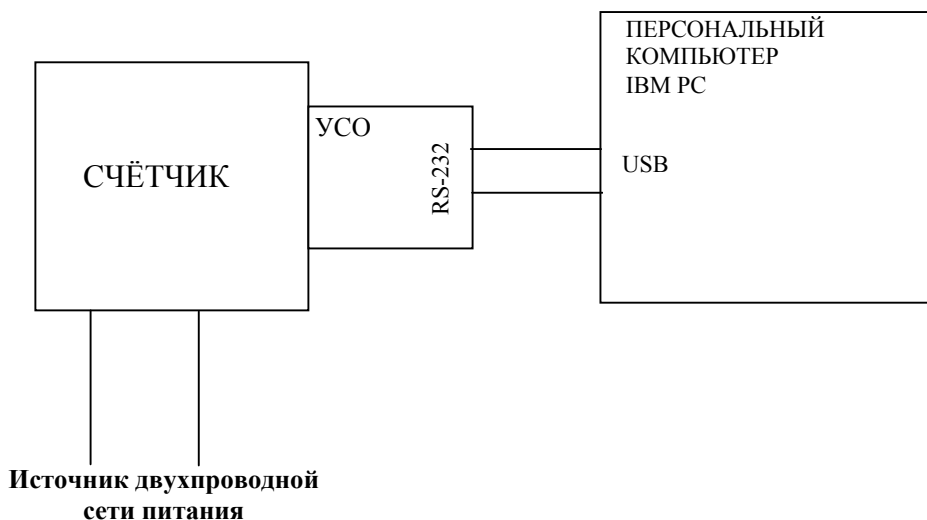 ПЕРСОНАЛЬНЫЙ
КОМПЬЮТЕР
IBM PC
УСО
СЧЁТЧИК
RS-232
USB
Источник двухпроводной
сети питания